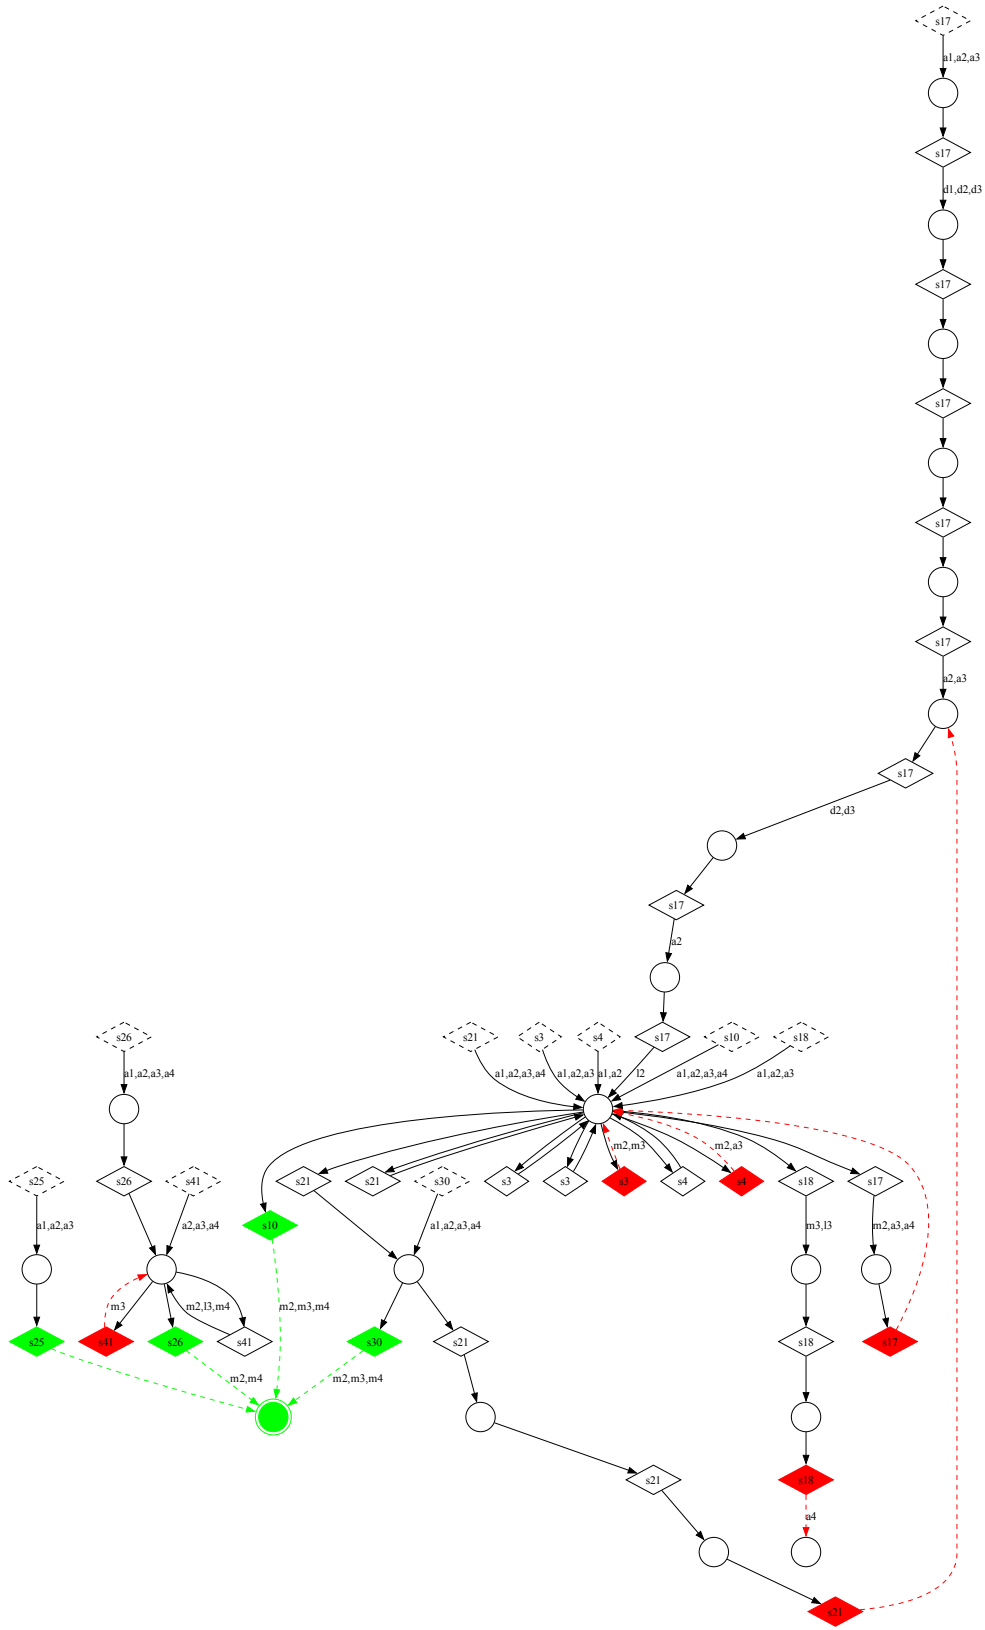 s17
a1,a2,a3
s17
d1,d2,d3
s17
s17
s17
s17
a2,a3
s17
d2,d3
s17
a2
s26
s21
s3
s4
s17
s10
s18
a1,a2,a3,a4
a1,a2,a3,a4
a1,a2,a3
a1,a2
l2
a1,a2,a3,a4
a1,a2,a3
m2,m3
m2,a3
s25
s26
s41
s21
s21
s30
s3
s3
s3
s4
s4
s18
s17
a1,a2,a3
a2,a3,a4
s10
a1,a2,a3,a4
m3,l3
m2,a3,a4
m3
m2,l3,m4
m2,m3,m4
s25
s41
s26
s41
s30
s21
s18
s17
m2,m4
m2,m3,m4
s21
s18
a4
s21